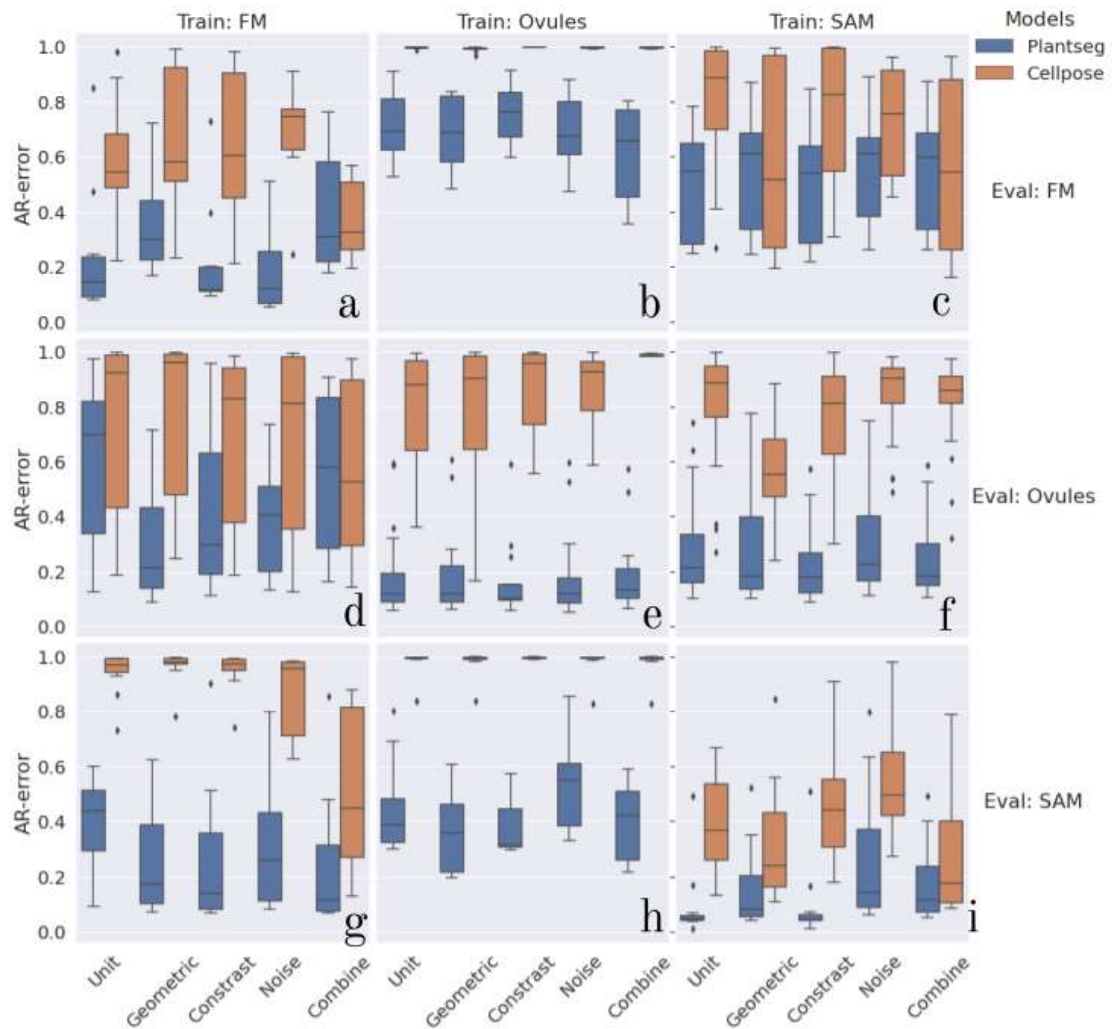 Train: FM
Train: Ovules
Train: SAM
Models
Plantseg
Cellpose
AR-error
1.0
0.8
0.6
0.4
0.2
0.0
a
b
c
Eval: FM
AR-error
1.0
0.8
0.6
0.4
0.2
0.0
d
e
f
Eval: Ovules
AR-error
1.0
0.8
0.6
0.4
0.2
0.0
g
h
i
Eval: SAM
Unit
Geometric
Constrast
Noise
Combine
Unit
Geometric
Constrast
Noise
Combine
Unit
Geometric
Constrast
Noise
Combine